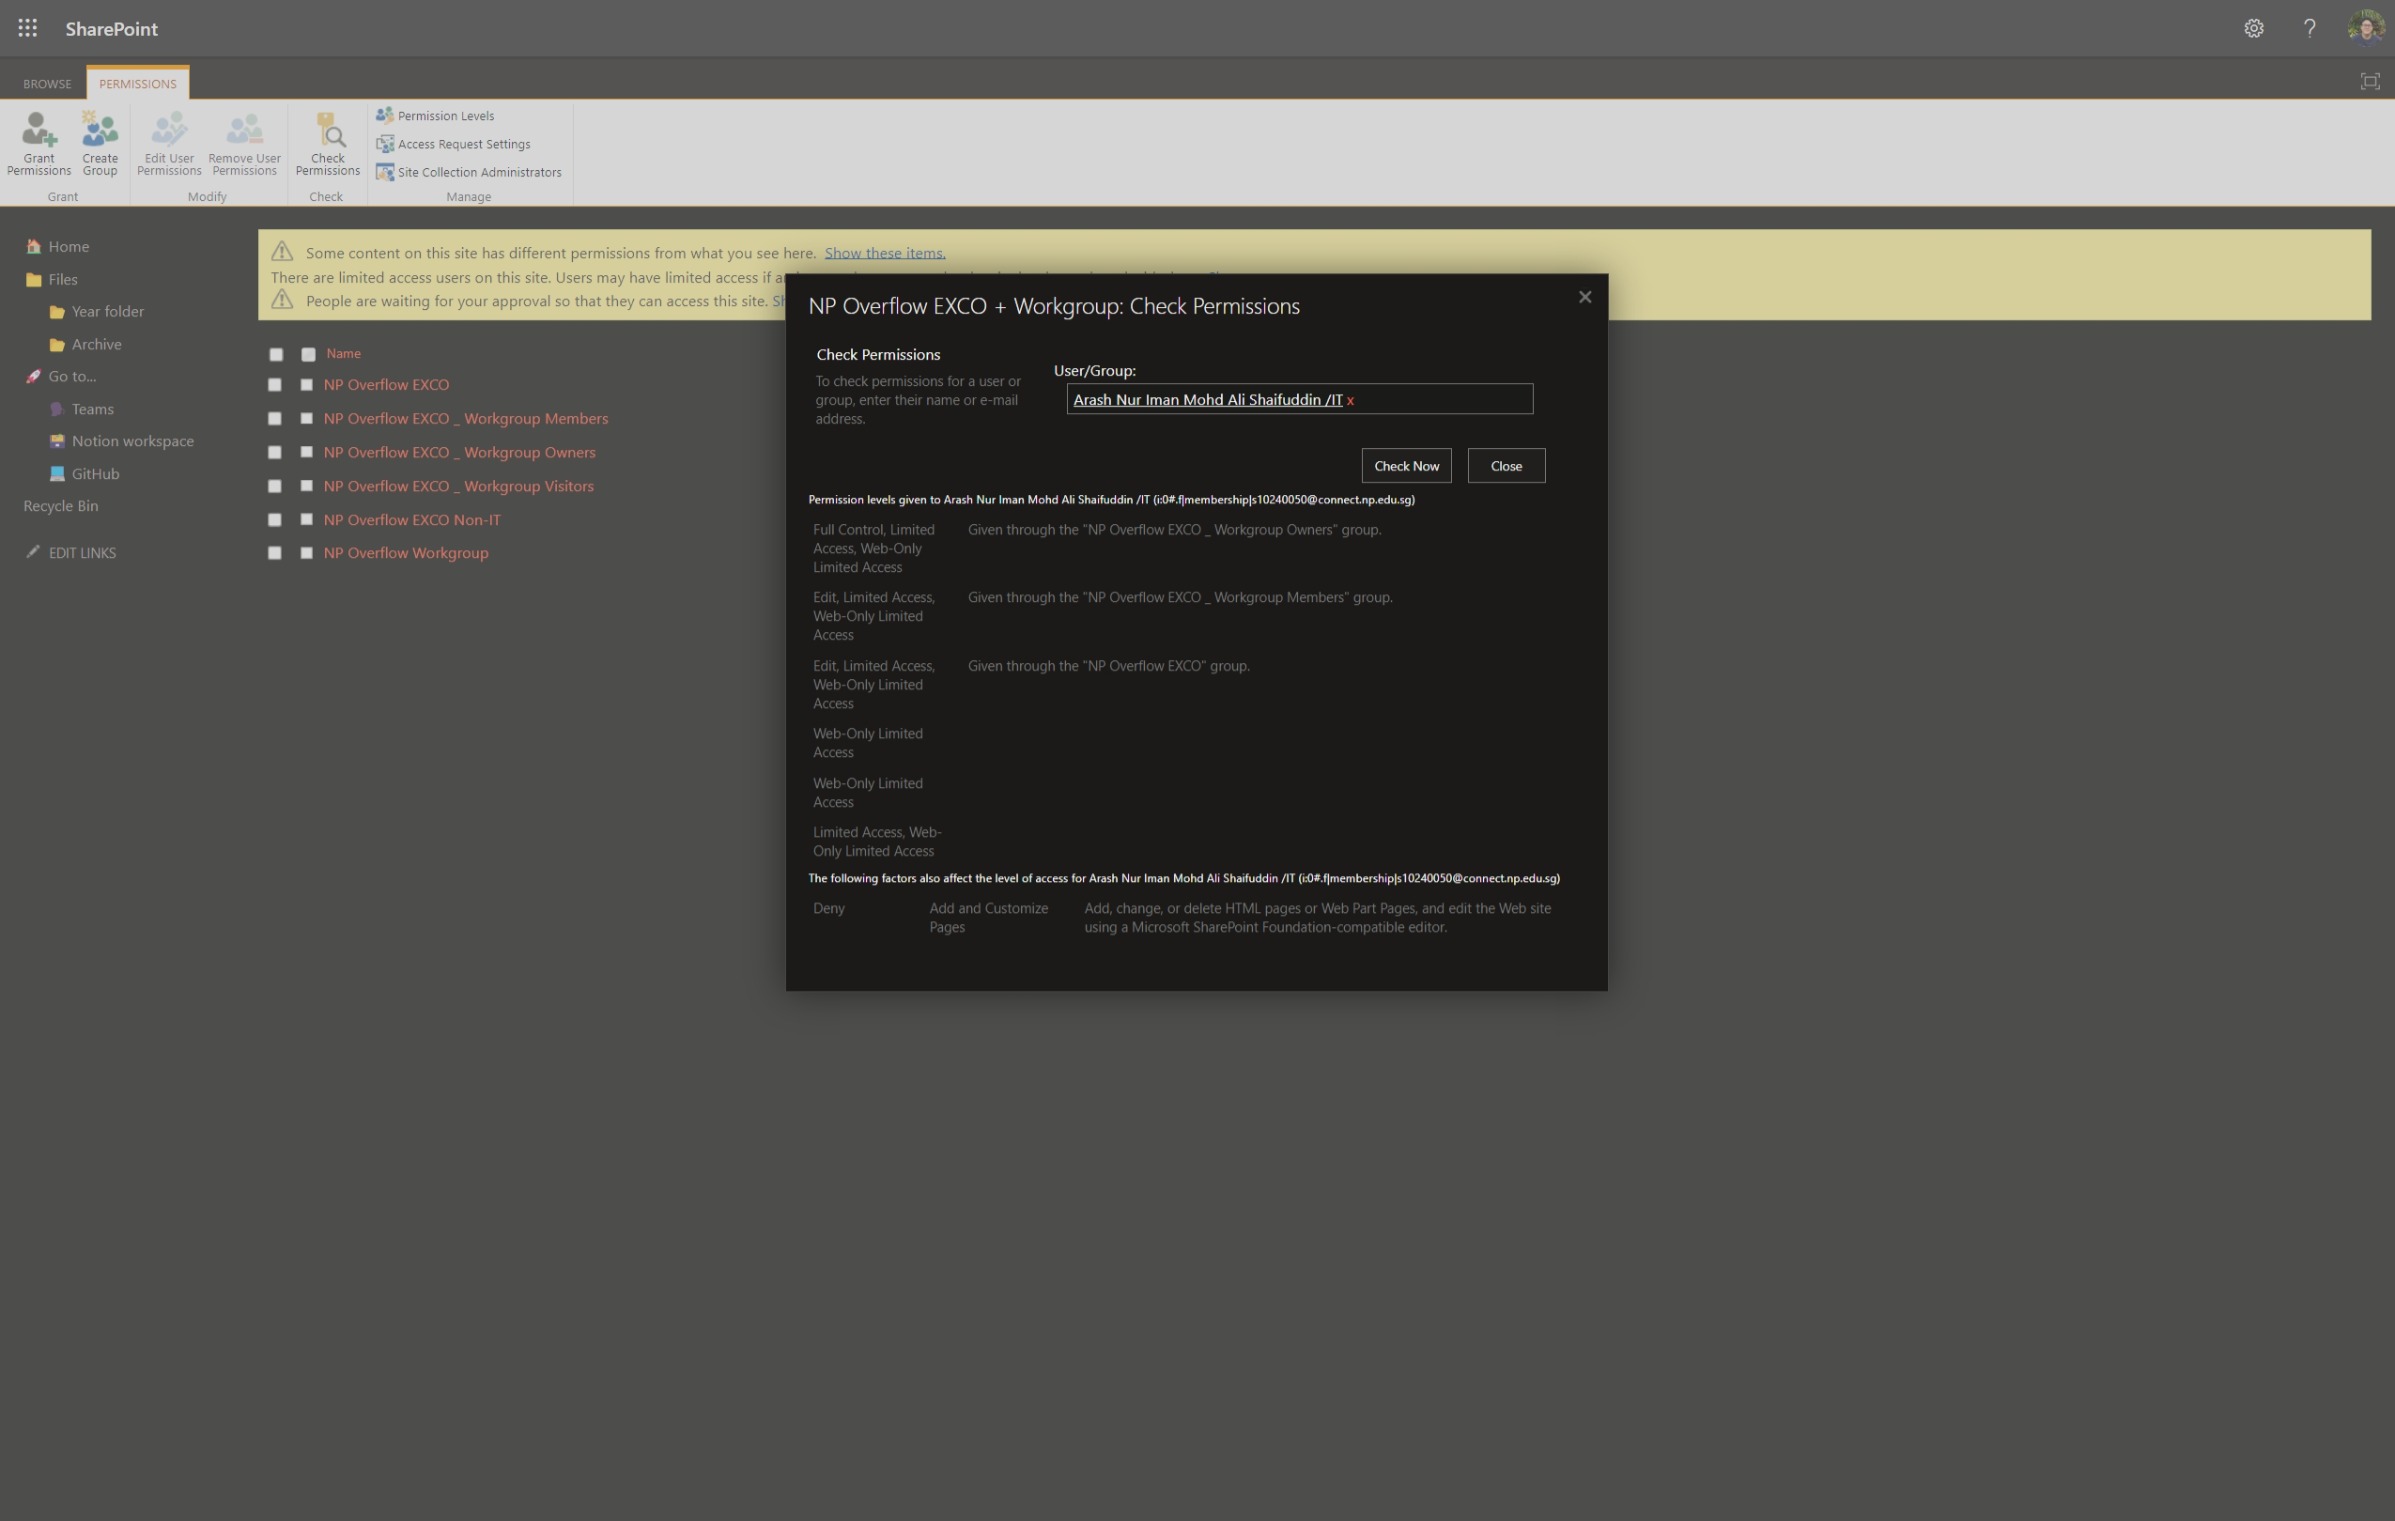 SharePoint
BROWSE
PERMISSIONS
Grant Permissions
Create Group
Edit User Permissions
Remove User Permissions
Check Permissions
Permission Levels
Access Request Settings
Site Collection Administrators
Grant
Modify
Check
Manage
Home
Files
Year folder
Archive
Go to...
Teams
Notion workspace
GitHub
Recycle Bin
EDIT LINKS
Some content on this site has different permissions from what you see here. Show these items.
There are limited access users on this site. Users may have limited access if
People are waiting for your approval so that they can access this site.
Name
NP Overflow EXCO
NP Overflow EXCO _ Workgroup Members
NP Overflow EXCO _ Workgroup Owners
NP Overflow EXCO _ Workgroup Visitors
NP Overflow EXCO Non-IT
NP Overflow Workgroup
NP Overflow EXCO + Workgroup: Check Permissions
Check Permissions
To check permissions for a user or
group, enter their name or e-mail
address.
User/Group:
Arash Nur Iman Mohd Ali Shaifuddin /IT x
Check Now
Close
Permission levels given to Arash Nur Iman Mohd Ali Shaifuddin /IT (i:0#.f|membership|s10240050@connect.np.edu.sg)
Full Control, Limited
Access, Web-Only
Limited Access
Given through the "NP Overflow EXCO _ Workgroup Owners" group.
Edit, Limited Access,
Web-Only Limited
Access
Given through the "NP Overflow EXCO _ Workgroup Members" group.
Edit, Limited Access,
Web-Only Limited
Access
Given through the "NP Overflow EXCO" group.
Web-Only Limited
Access
Web-Only Limited
Access
Limited Access, Web-
Only Limited Access
The following factors also affect the level of access for Arash Nur Iman Mohd Ali Shaifuddin /IT (i:0#.f|membership|s10240050@connect.np.edu.sg)
Deny
Add and Customize
Pages
Add, change, or delete HTML pages or Web Part Pages, and edit the Web site
using a Microsoft SharePoint Foundation-compatible editor.